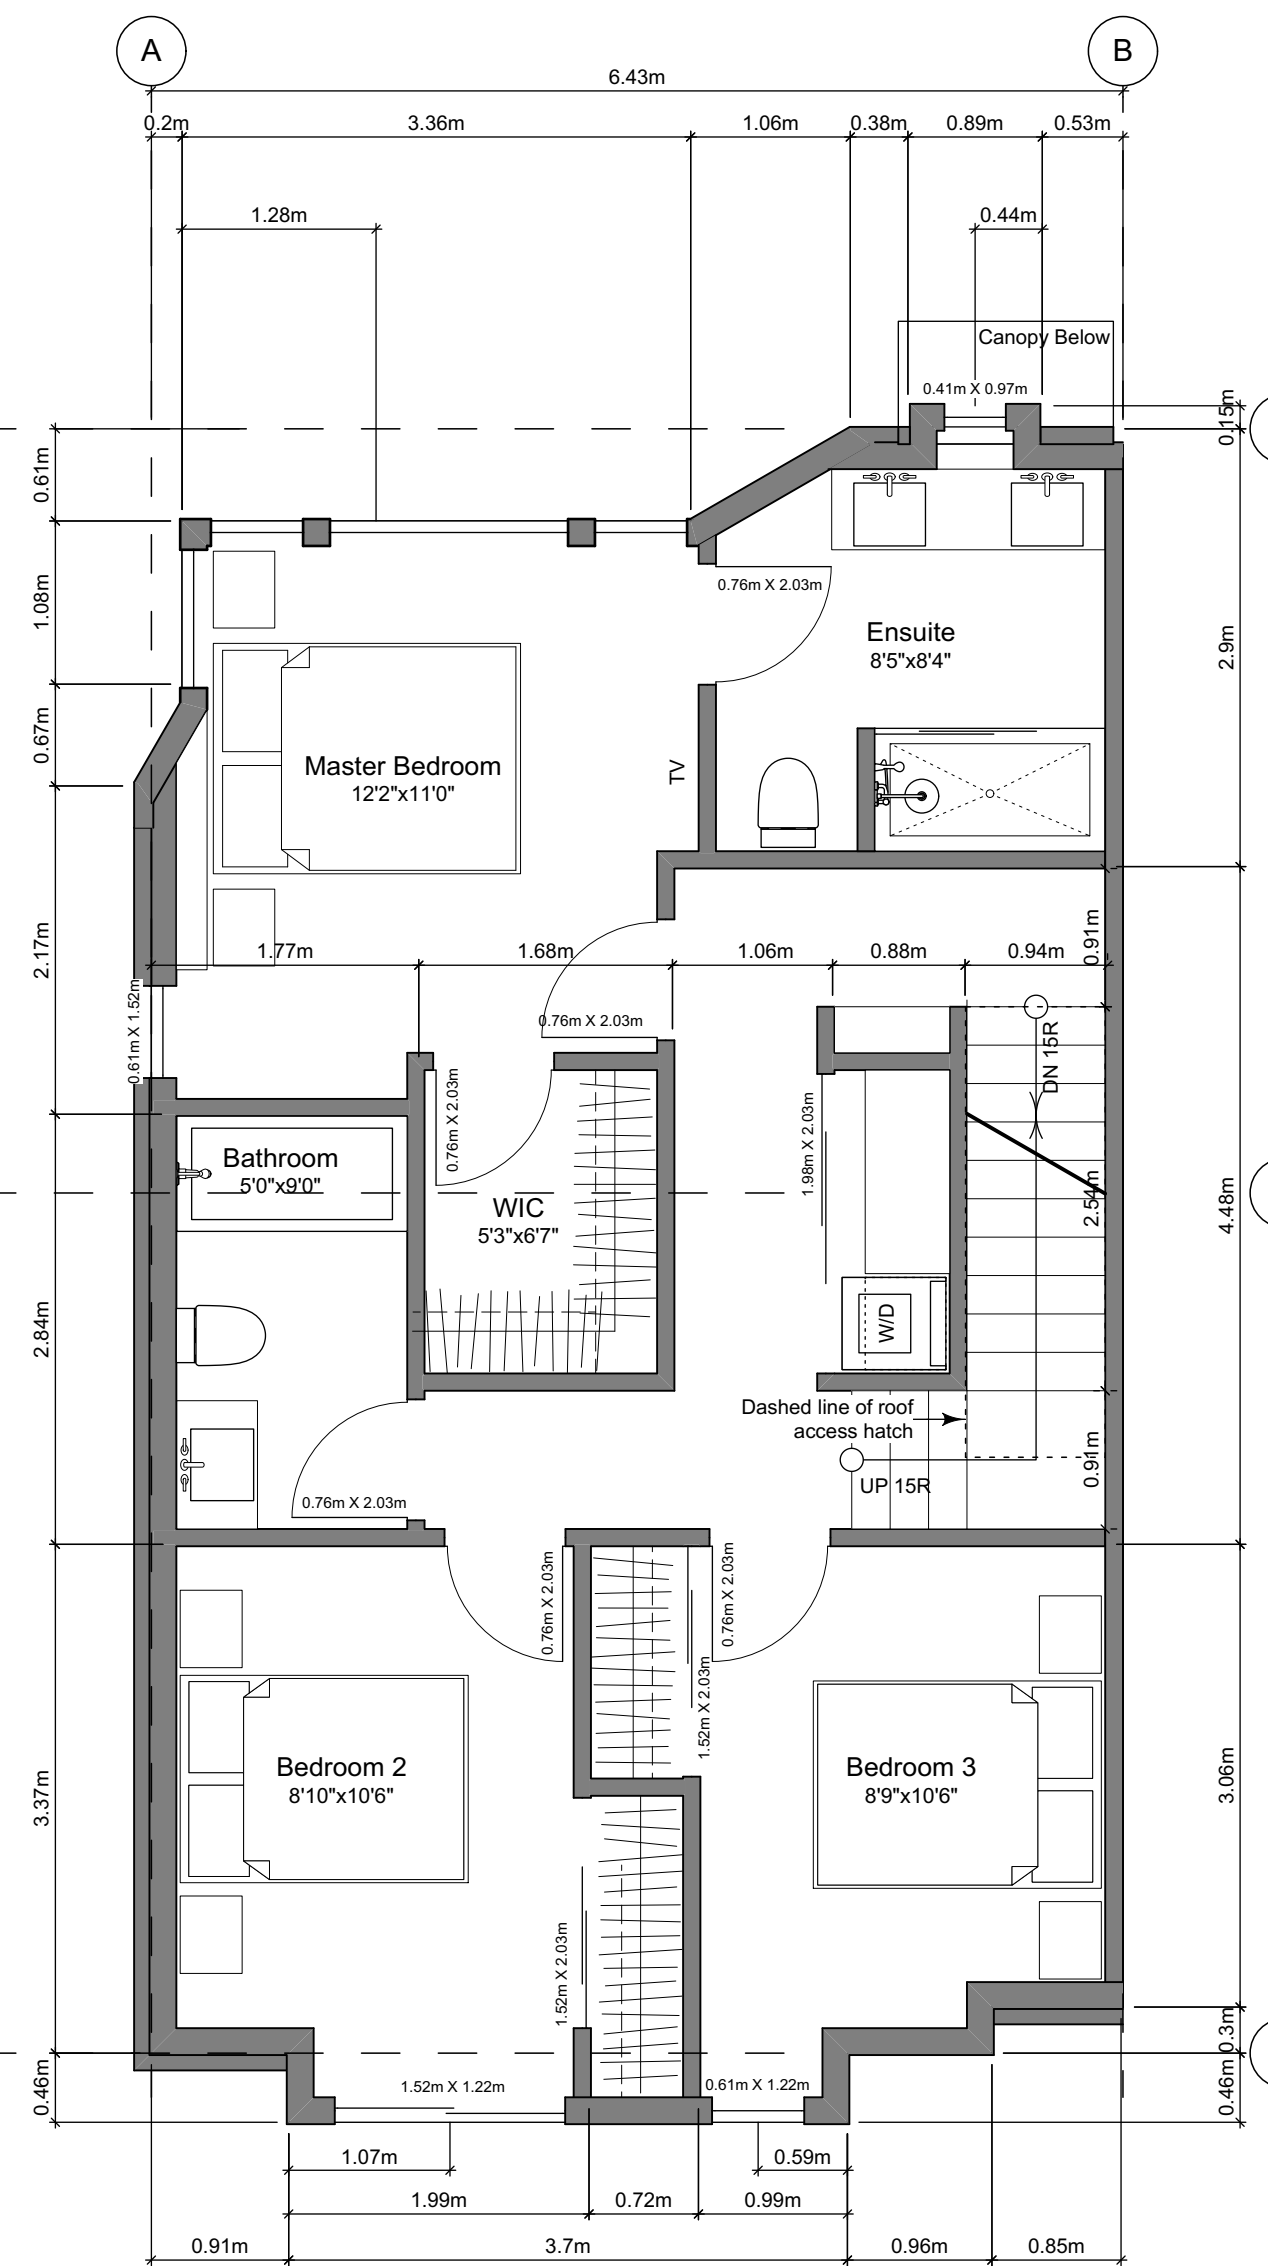 A
B
6.43m
0.2m
3.36m
1.06m
0.38m
0.89m
0.53m
1.28m
0.44m
Canopy Below
0.41m X 0.97m
0.15m
0.61m
0.76m X 2.03m
1.08m
Ensuite
8'5"x8'4"
2.9m
0.67m
Master Bedroom
12'2"x11'0"
TV
2.17m
0.91m
1.77m
1.68m
1.06m
0.88m
0.94m
0.61m X 1.52m
0.76m X 2.03m
DN 15R
0.76m X 2.03m
1.98m X 2.03m
Bathroom
5'0"x9'0"
WIC
5'3"x6'7"
2.54m
4.48m
2.84m
W/D
Dashed line of roof
access hatch
0.91m
UP 15R
0.76m X 2.03m
0.76m X 2.03m
0.76m X 2.03m
1.52m X 2.03m
Bedroom 2
8'10"x10'6"
Bedroom 3
8'9"x10'6"
3.37m
3.06m
1.52m X 2.03m
0.3m
0.46m
1.52m X 1.22m
0.61m X 1.22m
0.46m
1.07m
0.59m
1.99m
0.72m
0.99m
0.91m
3.7m
0.96m
0.85m